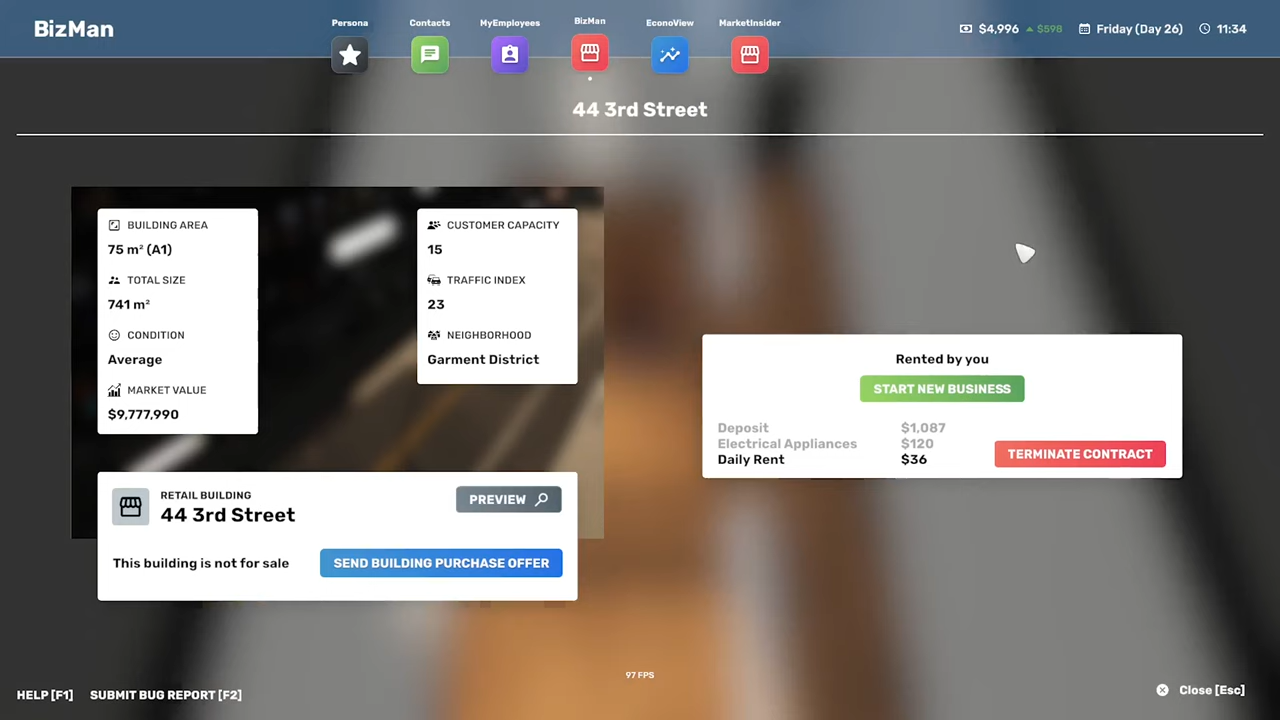 BizMan
Persona
Contacts
MyEmployees
BizMan
EconoView
MarketInsider
$4,996 ▲ $598
Friday (Day 26)
11:34
44 3rd Street
BUILDING AREA
75 m² (A1)
TOTAL SIZE
741 m²
CONDITION
Average
MARKET VALUE
$9,777,990
CUSTOMER CAPACITY
15
TRAFFIC INDEX
23
NEIGHBORHOOD
Garment District
RETAIL BUILDING
44 3rd Street
PREVIEW
This building is not for sale
SEND BUILDING PURCHASE OFFER
Rented by you
START NEW BUSINESS
Deposit $1,087
Electrical Appliances $120
Daily Rent $36
TERMINATE CONTRACT
97 FPS
HELP [F1]
SUBMIT BUG REPORT [F2]
Close [Esc]